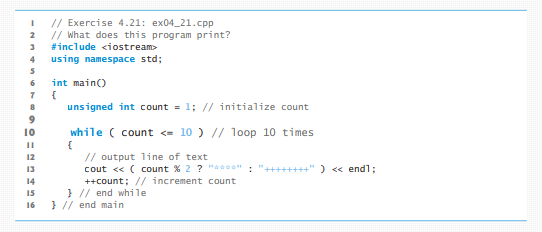 1 // Exercise 4.21: ex04_21.cpp
2 // What does this program print?
3 #include <iostream>
4 using namespace std;
5
6 int main()
7 {
8 unsigned int count = 1; // initialize count
9
10 while ( count <= 10 ) // loop 10 times
11 {
12 // output line of text
13 cout << ( count % 2 ? "****" : "++++++++" ) << endl;
14 ++count; // increment count
15 } // end while
16 } // end main